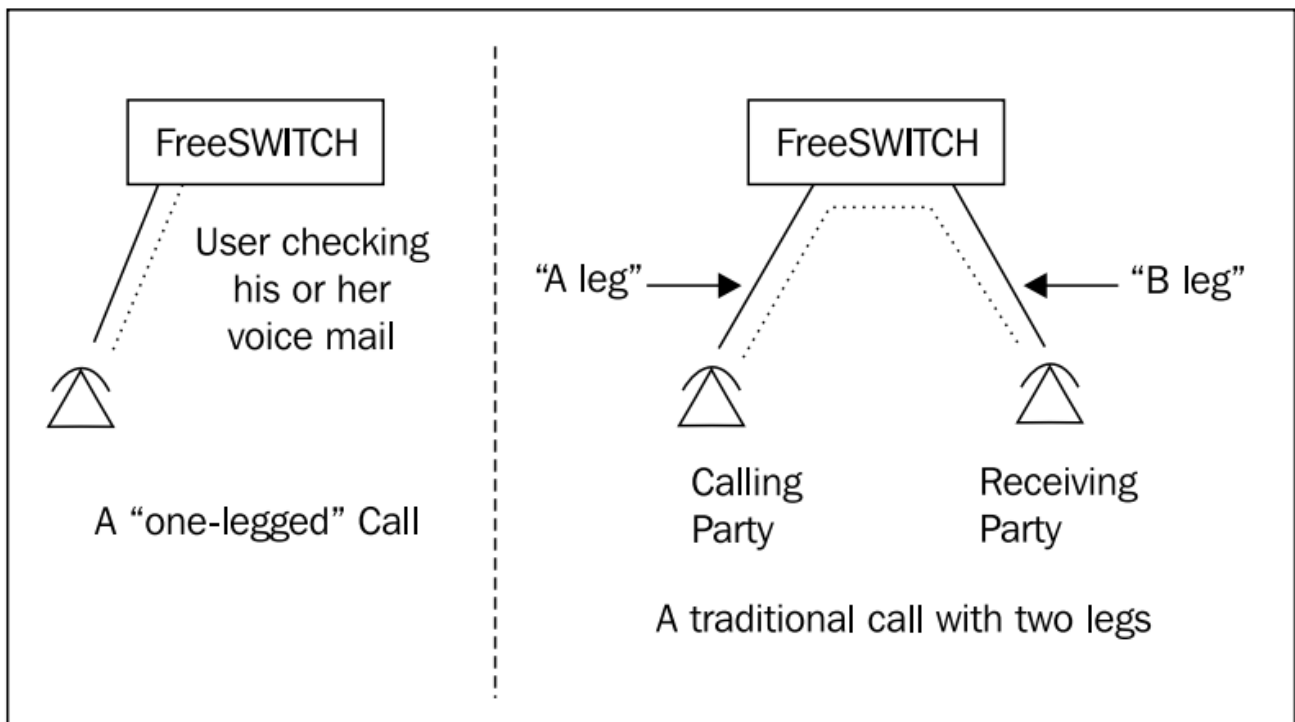 FreeSWITCH
User checking
his or her
voice mail
A “one-legged” Call
FreeSWITCH
“A leg”
“B leg”
Calling
Party
Receiving
Party
A traditional call with two legs